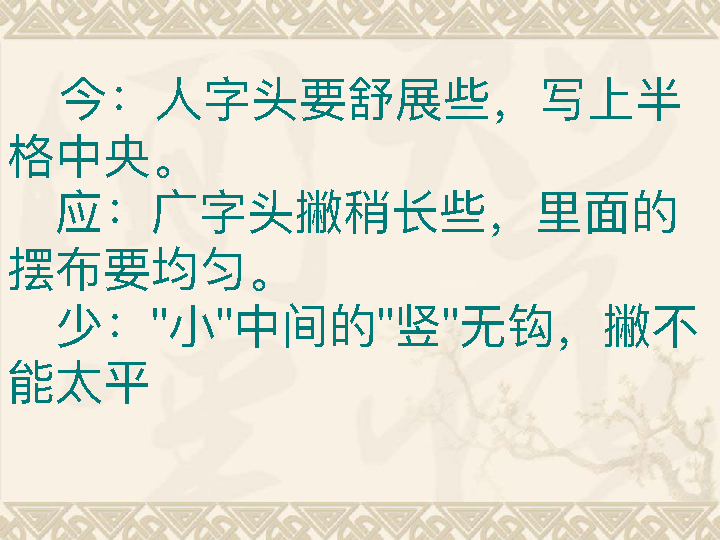 今：人字头要舒展些，写上半
格中央。
应：广字头撇稍长些，里面的
摆布要均匀。
少："小"中间的"竖"无钩，撇不
能太平